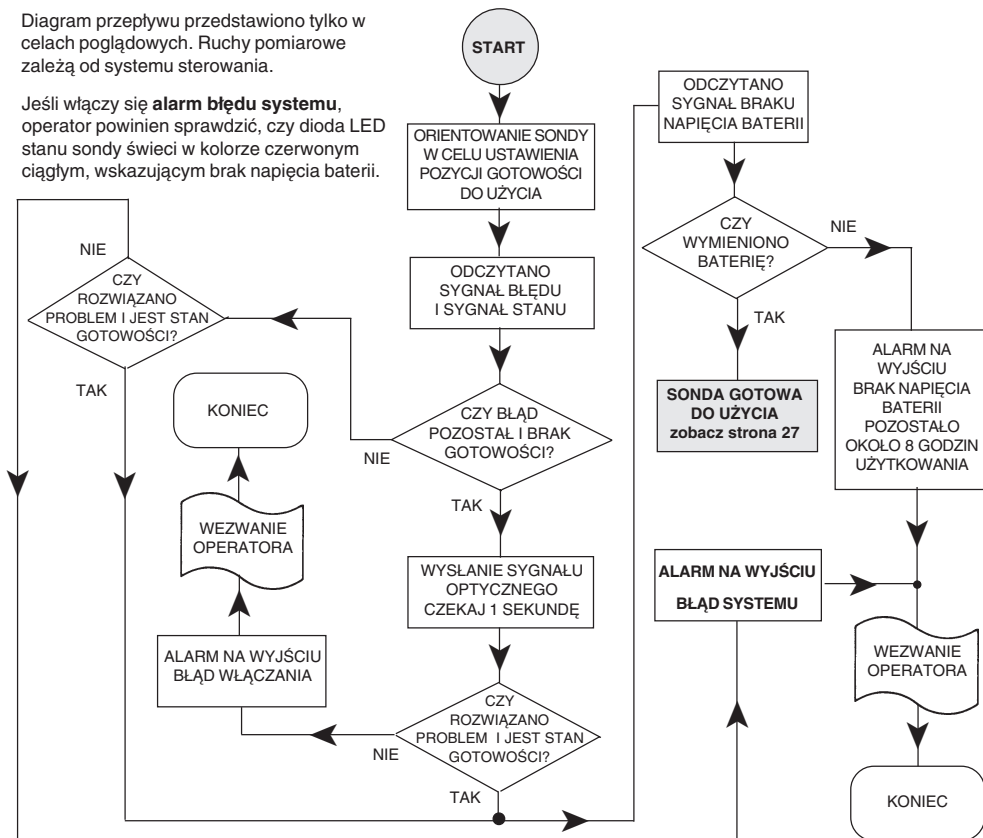 Diagram przepływu przedstawiono tylko w
celach poglądowych. Ruchy pomiarowe
zależą od systemu sterowania.
Jeśli włączy się alarm błędu systemu,
operator powinien sprawdzić, czy dioda LED
stanu sondy świeci w kolorze czerwonym
ciągłym, wskazującym brak napięcia baterii.
START
ORIENTOWANIE SONDY
W CELU USTAWIENIA
POZYCJI GOTOWOŚCI
DO UŻYCIA
ODCZYTANO
SYGNAŁ BŁĘDU
I SYGNAŁ STANU
CZY BŁĄD
POZOSTAŁ I BRAK
GOTOWOŚCI?
NIE
TAK
CZY
ROZWIĄZANO
PROBLEM I JEST STAN
GOTOWOŚCI?
NIE
TAK
WYSŁANIE SYGNAŁU
OPTYCZNEGO
CZEKAJ 1 SEKUNDĘ
CZY
ROZWIĄZANO
PROBLEM I JEST STAN
GOTOWOŚCI?
NIE
TAK
ALARM NA WYJŚCIU
BŁĄD WŁĄCZANIA
WEZWANIE
OPERATORA
KONIEC
ODCZYTANO
SYGNAŁ BRAKU
NAPIĘCIA BATERII
CZY
WYMIENIONO
BATERIĘ?
NIE
TAK
SONDA GOTOWA
DO UŻYCIA
zobacz strona 27
ALARM NA
WYJŚCIU
BRAK NAPIĘCIA
BATERII
POZOSTAŁO
OKOŁO 8 GODZIN
UŻYTKOWANIA
ALARM NA WYJŚCIU
BŁĄD SYSTEMU
WEZWANIE
OPERATORA
KONIEC